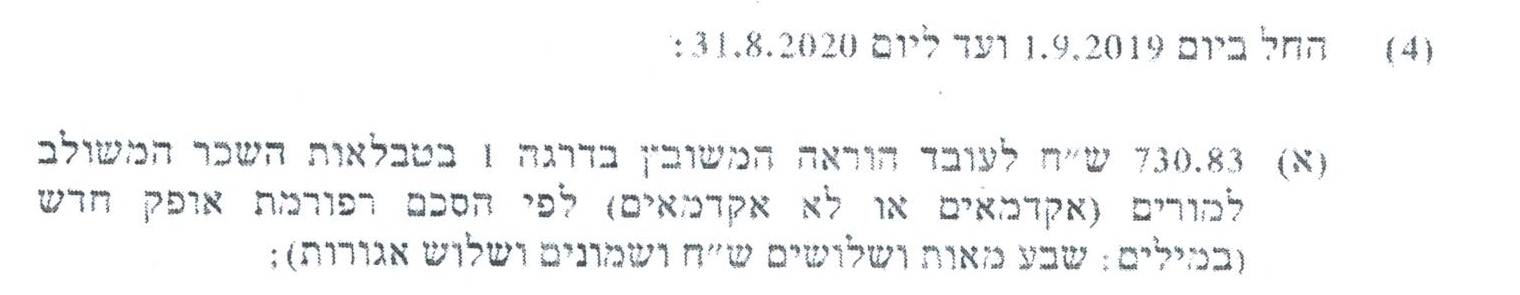 (4) החל ביום 1.9.2019 ועד ליום 31.8.2020:
(א) 730.83 ש״ח לעובד הוראה המשובץ בדרגה 1 בטבלאות השכר המשולב
למורים (אקדמאים או לא אקדמאים) לפי הסכם רפורמת אופק חדש
(במילים: שבע מאות ושלושים ש״ח ושמונים ושלוש אגורות);